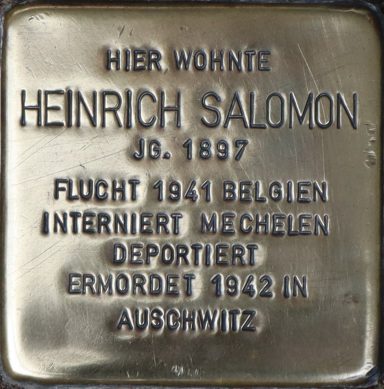 HIER WOHNTE
HEINRICH SALOMON
JG. 1897
FLUCHT 1941 BELGIEN
INTERNIERT MECHELEN
DEPORTIERT
ERMORDET 1942 IN
AUSCHWITZ